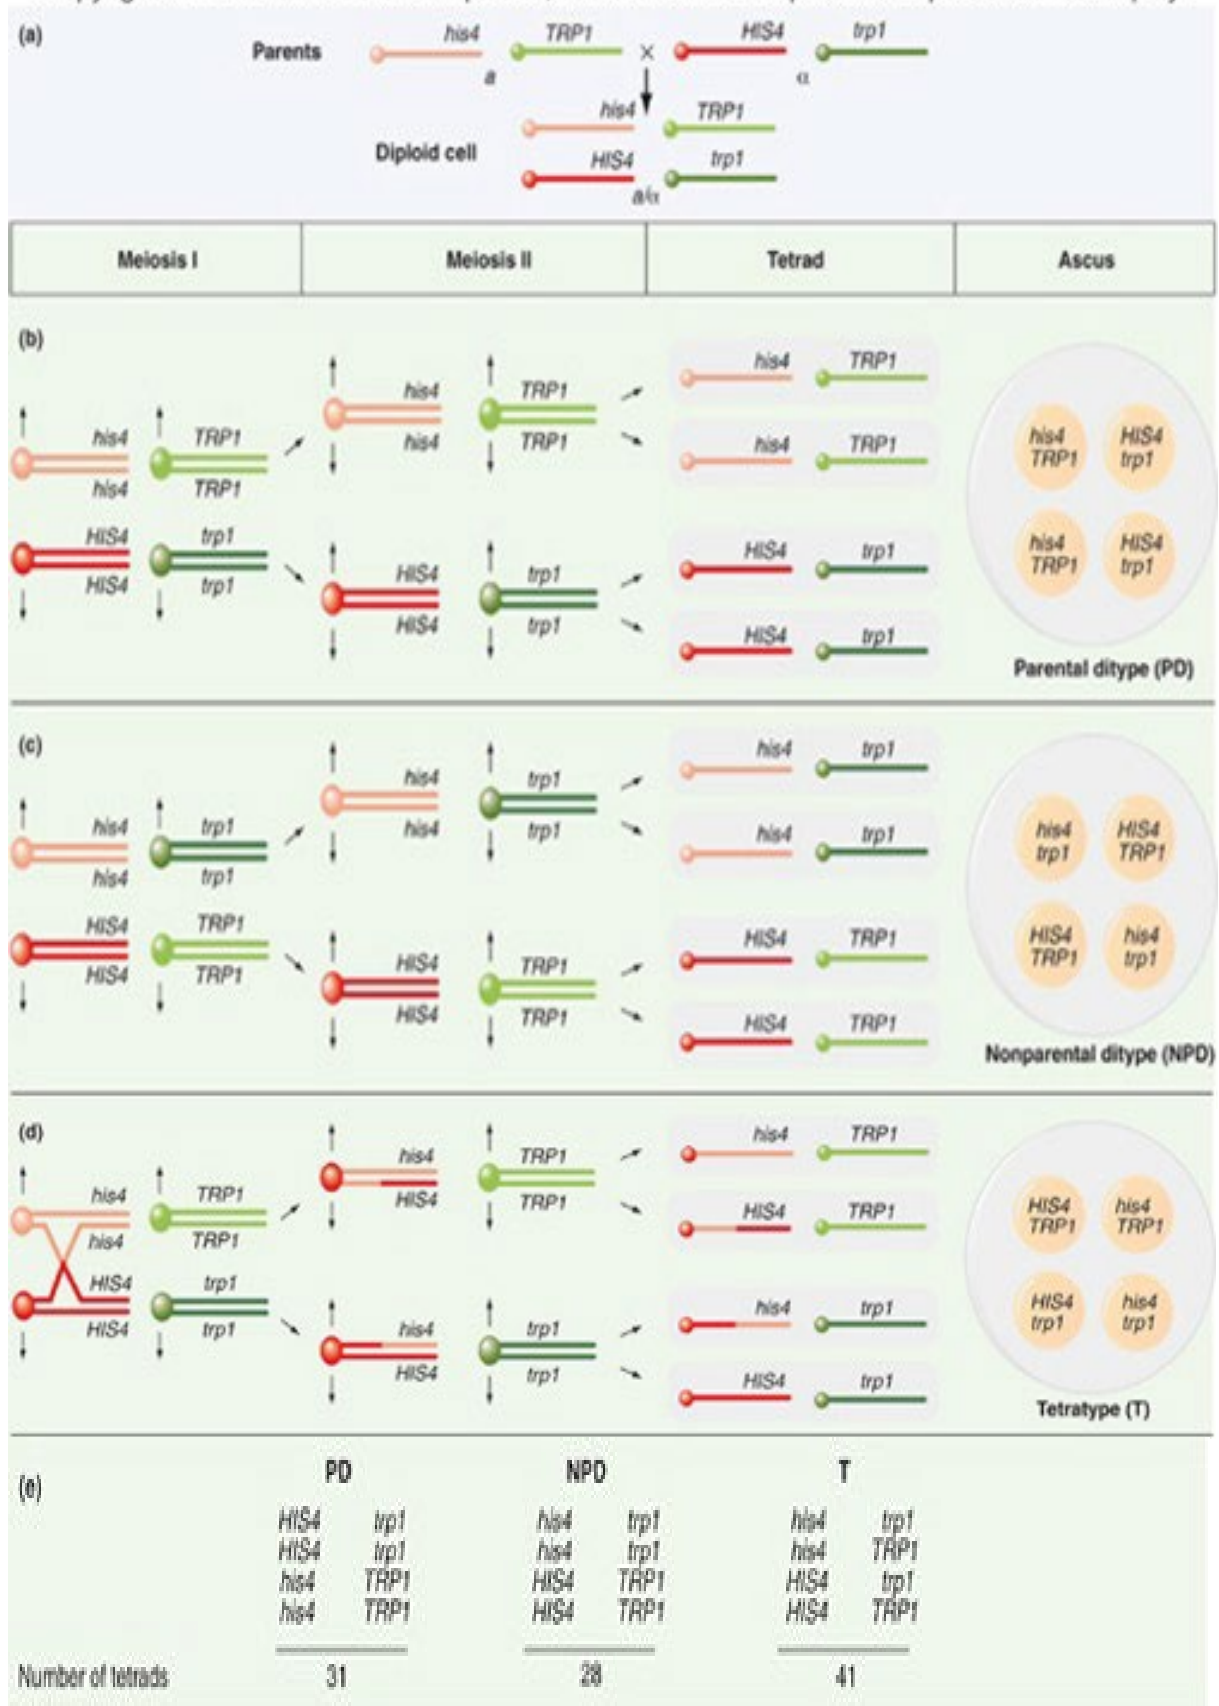 (a)
Parents
his4 TRP1 × HIS4 trp1
a α
Diploid cell
his4 TRP1
HIS4 trp1
a/α
Meiosis I Meiosis II Tetrad Ascus
(b)
his4 TRP1
his4 TRP1
HIS4 trp1
HIS4 trp1
his4 TRP1
his4 TRP1
HIS4 trp1
HIS4 trp1
his4 TRP1
his4 TRP1
HIS4 trp1
HIS4 trp1
his4 HIS4
TRP1 trp1
his4 HIS4
TRP1 trp1
Parental ditype (PD)
(c)
his4 trp1
his4 trp1
HIS4 TRP1
HIS4 TRP1
his4 trp1
his4 trp1
HIS4 TRP1
HIS4 TRP1
his4 trp1
his4 trp1
HIS4 TRP1
HIS4 TRP1
his4 HIS4
trp1 TRP1
HIS4 his4
TRP1 trp1
Nonparental ditype (NPD)
(d)
his4 TRP1
his4 TRP1
HIS4 trp1
HIS4 trp1
his4 TRP1
HIS4 TRP1
his4 trp1
HIS4 trp1
his4 TRP1
HIS4 TRP1
his4 trp1
HIS4 trp1
HIS4 his4
TRP1 TRP1
HIS4 his4
trp1 trp1
Tetratype (T)
(e)
PD NPD T
HIS4 trp1 his4 trp1 his4 trp1
HIS4 trp1 his4 trp1 his4 TRP1
his4 TRP1 HIS4 TRP1 HIS4 trp1
his4 TRP1 HIS4 TRP1 HIS4 TRP1
Number of tetrads 31 28 41